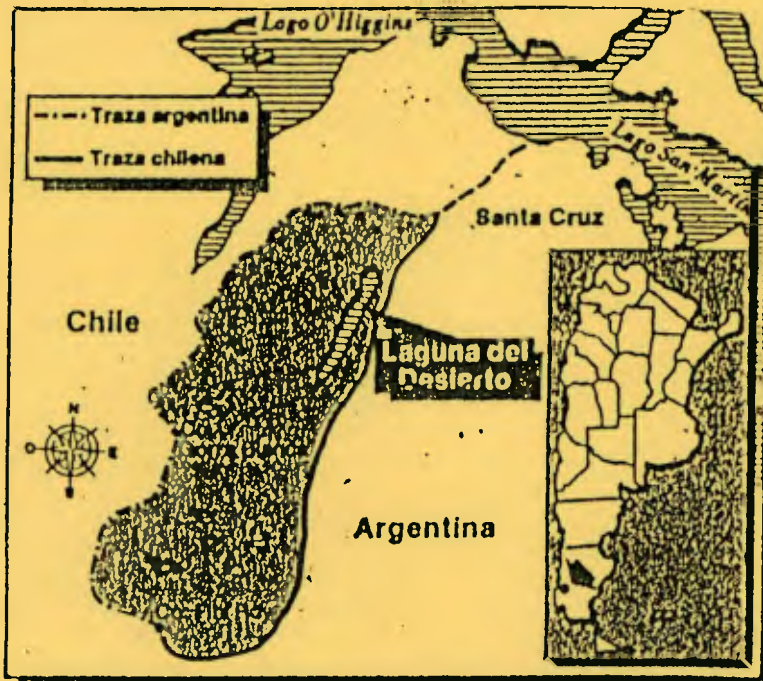 Lago O'Higgins
Traza argentina
Traza chilena
Lago San Martín
Santa Cruz
Chile
Laguna del
Desierto
N
O
E
S
Argentina